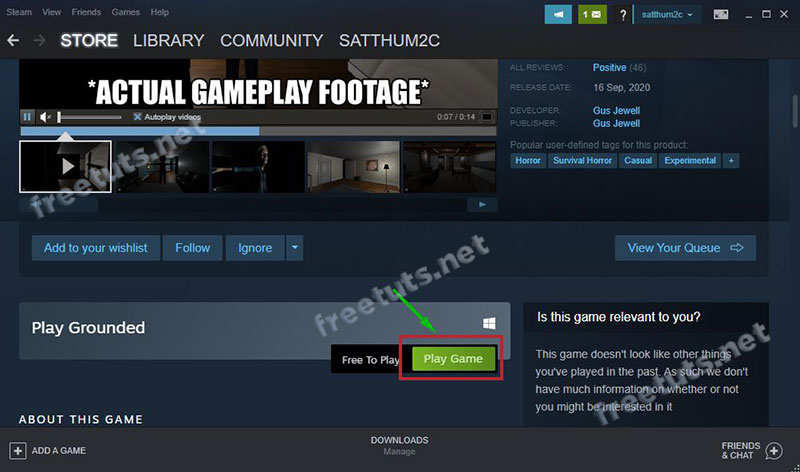 Steam View Friends Games Help
1
?
satthum2c
STORE LIBRARY COMMUNITY SATTHUM2C
*ACTUAL GAMEPLAY FOOTAGE*
Autoplay videos
0:07 / 0:14
ALL REVIEWS: Positive (46)
RELEASE DATE: 16 Sep, 2020
DEVELOPER: Gus Jewell
PUBLISHER: Gus Jewell
Popular user-defined tags for this product:
Horror Survival Horror Casual Experimental +
freetuts.net
Add to your wishlist Follow Ignore View Your Queue
freetuts.net
Play Grounded
Free To Play Play Game
Is this game relevant to you?
This game doesn't look like other things
you've played in the past. As such we don't
have much information on whether or not
you might be interested in it
freetuts.net
ABOUT THIS GAME
ADD A GAME
DOWNLOADS
Manage
FRIENDS
& CHAT